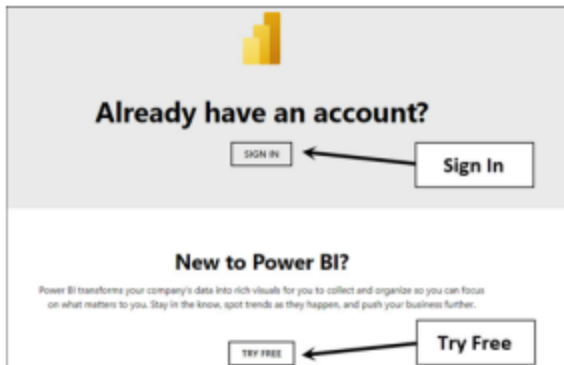 Already have an account?
SIGN IN
Sign In
New to Power BI?
Power BI transforms your company's data into rich visuals for you to collect and organize so you can focus
on what matters to you. Stay in the know, spot trends as they happen, and push your business further.
TRY FREE
Try Free